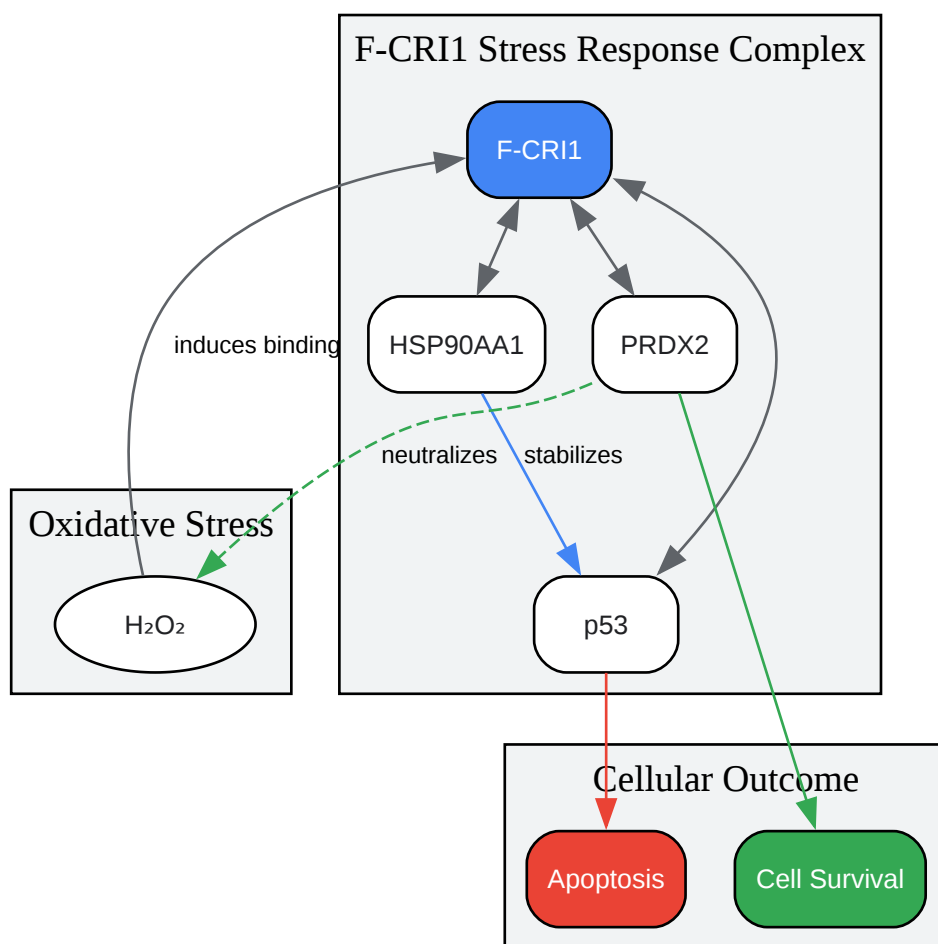 F-CRI1 Stress Response Complex
F-CRI1
induces binding
HSP90AA1
PRDX2
neutralizes
stabilizes
Oxidative Stress
H₂O₂
p53
Cellular Outcome
Apoptosis
Cell Survival